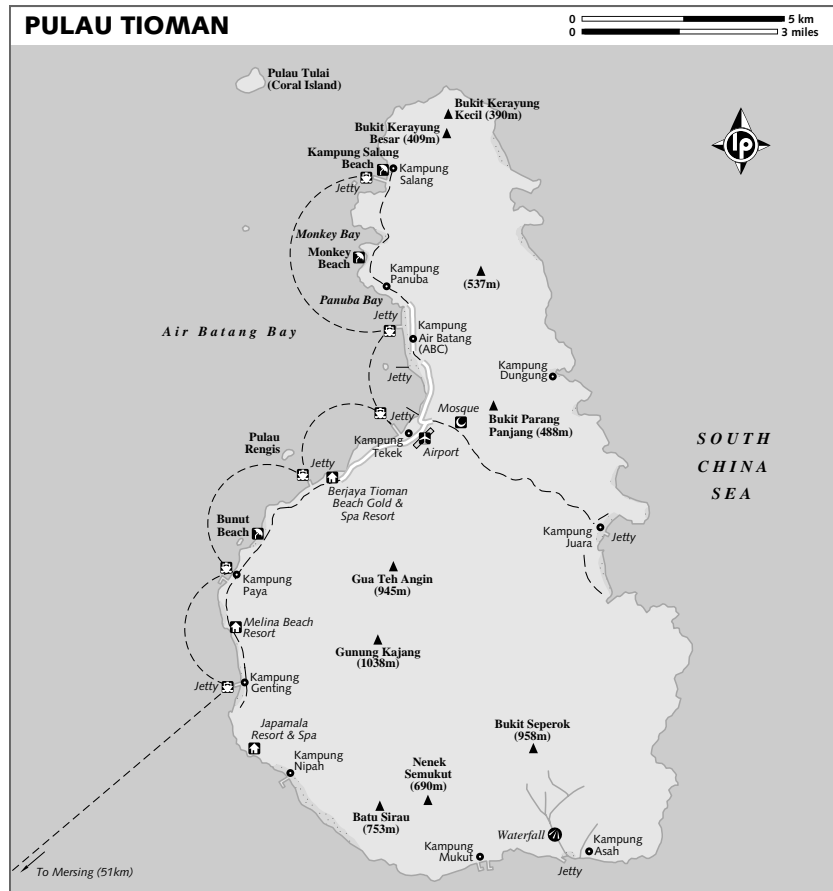 PULAU TIOMAN
0 5 km
0 3 miles
Pulau Tulai
(Coral Island)
Bukit Kerayung
Kecil (390m)
Bukit Kerayung
Besar (409m)
lp
Kampung Salang
Beach
Kampung
Salang
Jetty
Monkey Bay
Monkey
Beach
(537m)
Kampung
Panuba
Panuba Bay
Jetty
Air Batang Bay
Kampung
Air Batang
(ABC)
Jetty
Kampung
Dungung
Jetty
Mosque
Bukit Parang
Panjang (488m)
Kampung
Tekek
Airport
SOUTH
CHINA
SEA
Pulau
Rengis
Jetty
Berjaya Tioman
Beach Gold &
Spa Resort
Bunut
Beach
Kampung
Juara
Jetty
Kampung
Paya
Gua Teh Angin
(945m)
Melina Beach
Resort
Gunung Kajang
(1038m)
Jetty
Kampung
Genting
Japamala
Resort & Spa
Bukit Seperok
(958m)
Kampung
Nipah
Nenek
Semukut
(690m)
Batu Sirau
(753m)
Waterfall
Kampung
Asah
Kampung
Mukut
Jetty
To Mersing (51km)